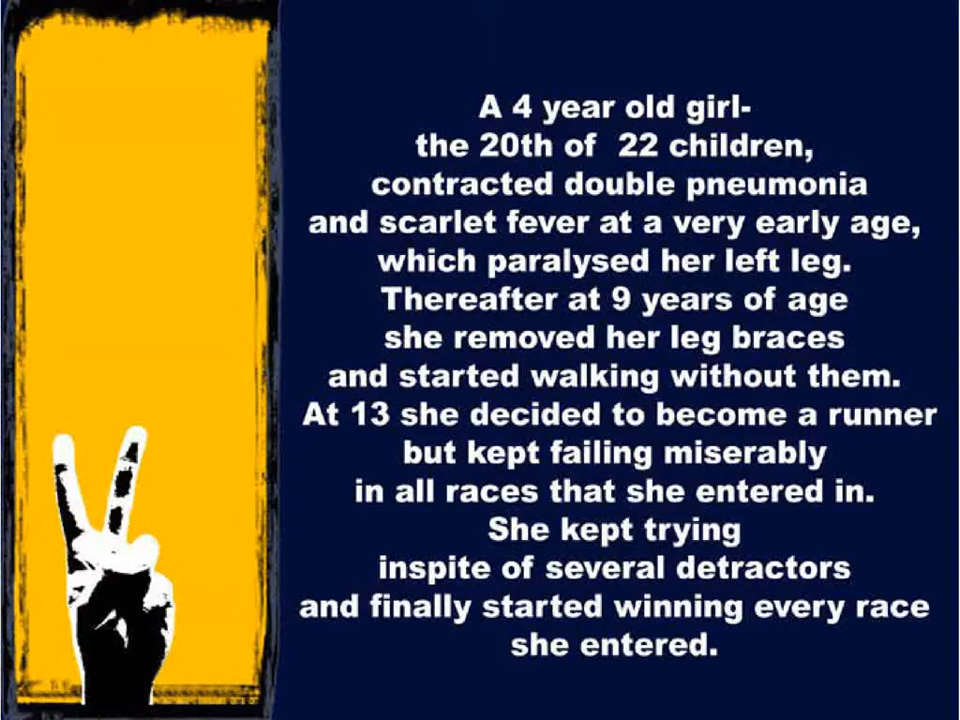 A 4 year old girl-
the 20th of  22 children,
contracted double pneumonia
and scarlet fever at a very early age,
which paralysed her left leg.
Thereafter at 9 years of age
she removed her leg braces
and started walking without them.
At 13 she decided to become a runner
but kept failing miserably
in all races that she entered in.
She kept trying
inspite of several detractors
and finally started winning every race
she entered.